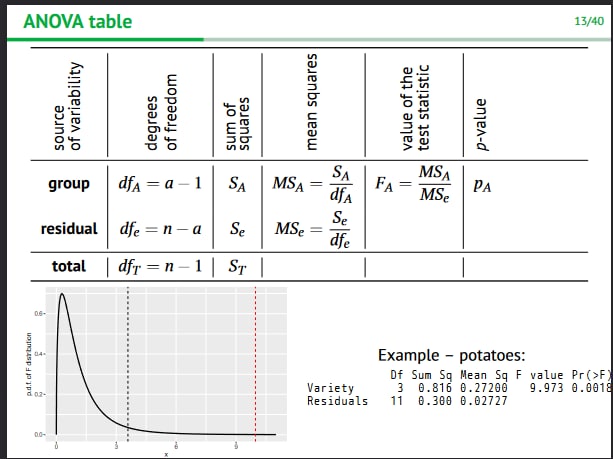 ANOVA table
13/40
source of variability
degrees of freedom
sum of squares
mean squares
value of the test statistic
p-value
group df_A = a − 1 S_A MS_A = S_A/df_A F_A = MS_A/MS_e p_A
residual df_e = n − a S_e MS_e = S_e/df_e
total df_T = n − 1 S_T
p.d.f. of F distribution
0.6
0.4
0.2
0.0
0 3 6 9
x
Example – potatoes:
Df Sum Sq Mean Sq F value Pr(>F)
Variety 3 0.816 0.27200 9.973 0.0018
Residuals 11 0.300 0.02727